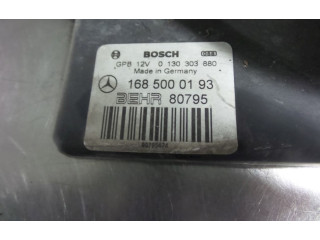 BOSCH
GPB 12V 0 130 303 880
Made in Germany
168 500 01 93
BEHR 80795